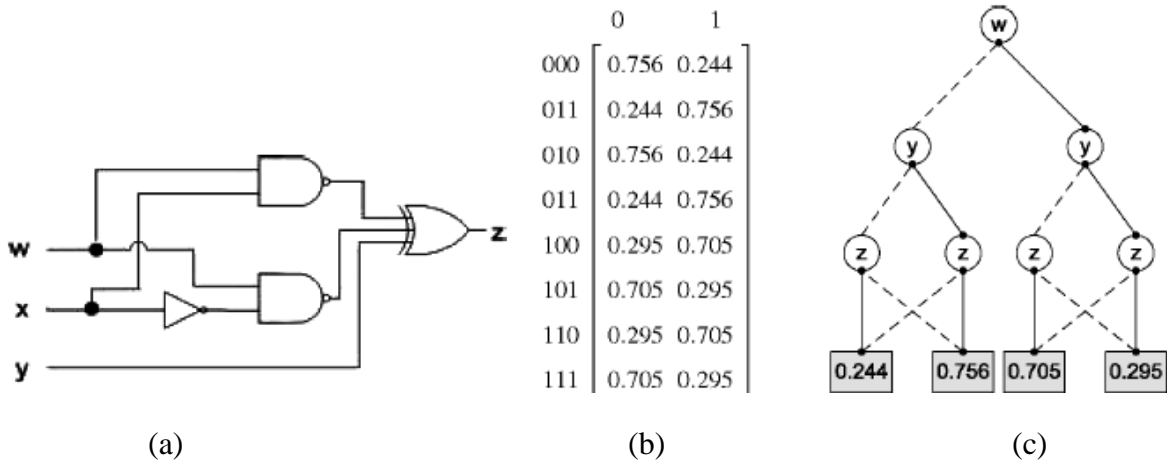 w
x
y
z
0 1
000 0.756 0.244
011 0.244 0.756
010 0.756 0.244
011 0.244 0.756
100 0.295 0.705
101 0.705 0.295
110 0.295 0.705
111 0.705 0.295
w
y y
z z z z
0.244 0.756 0.705 0.295
(a) (b) (c)